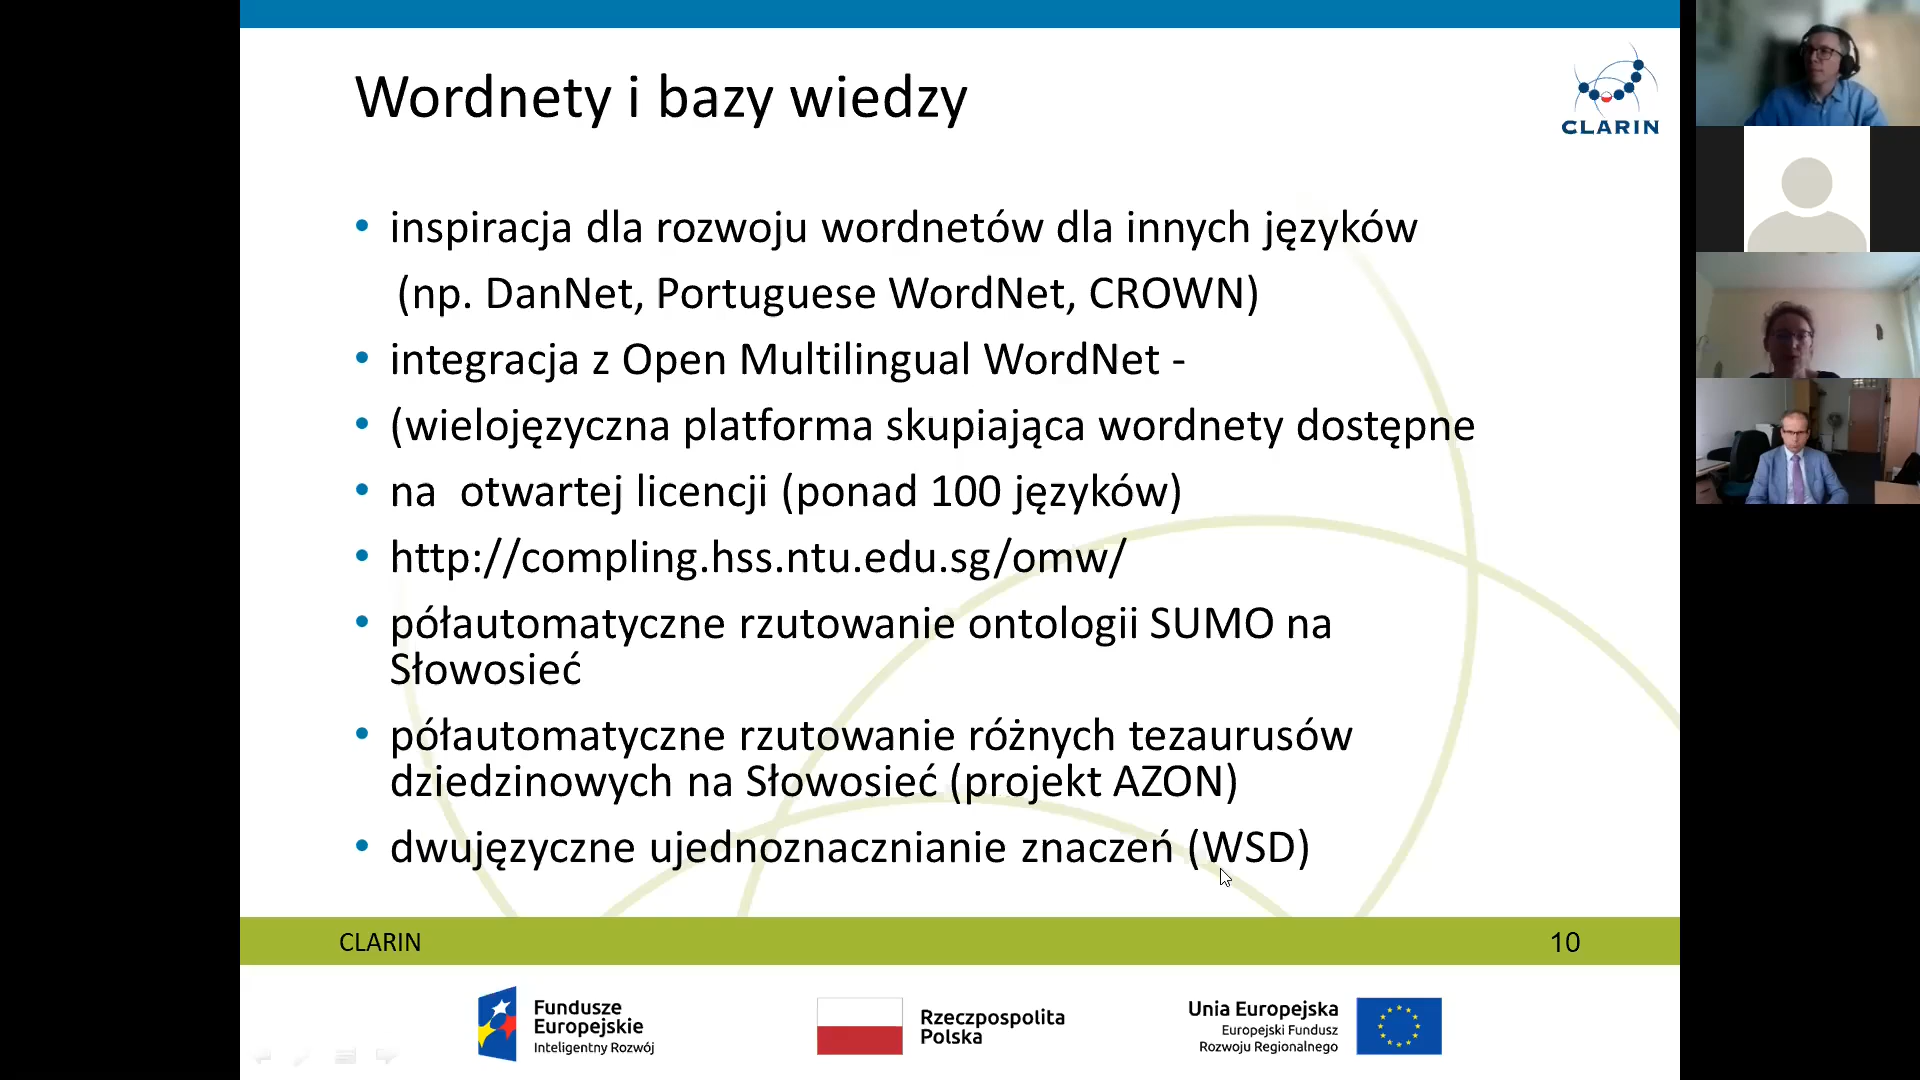 Wordnety i bazy wiedzy
CLARIN
• inspiracja dla rozwoju wordnetów dla innych języków
(np. DanNet, Portuguese WordNet, CROWN)
• integracja z Open Multilingual WordNet -
• (wielojęzyczna platforma skupiająca wordnety dostępne
• na  otwartej licencji (ponad 100 języków)
• http://compling.hss.ntu.edu.sg/omw/
• półautomatyczne rzutowanie ontologii SUMO na
Słowosieć
• półautomatyczne rzutowanie różnych tezaurusów
dziedzinowych na Słowosieć (projekt AZON)
• dwujęzyczne ujednoznacznianie znaczeń (WSD)
CLARIN
10
Fundusze
Europejskie
Inteligentny Rozwój
Rzeczpospolita
Polska
Unia Europejska
Europejski Fundusz
Rozwoju Regionalnego